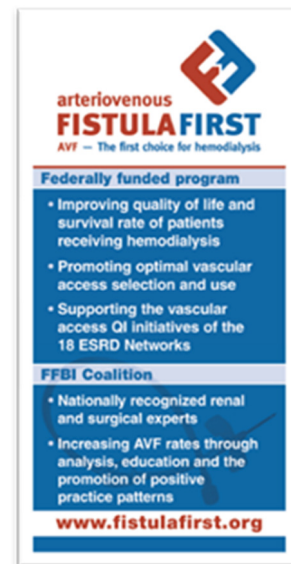 arteriovenous
FISTULAFIRST
AVF — The first choice for hemodialysis
Federally funded program
• Improving quality of life and
survival rate of patients
receiving hemodialysis
• Promoting optimal vascular
access selection and use
• Supporting the vascular
access QI initiatives of the
18 ESRD Networks
FFBI Coalition
• Nationally recognized renal
and surgical experts
• Increasing AVF rates through
analysis, education and the
promotion of positive
practice patterns
www.fistulafirst.org